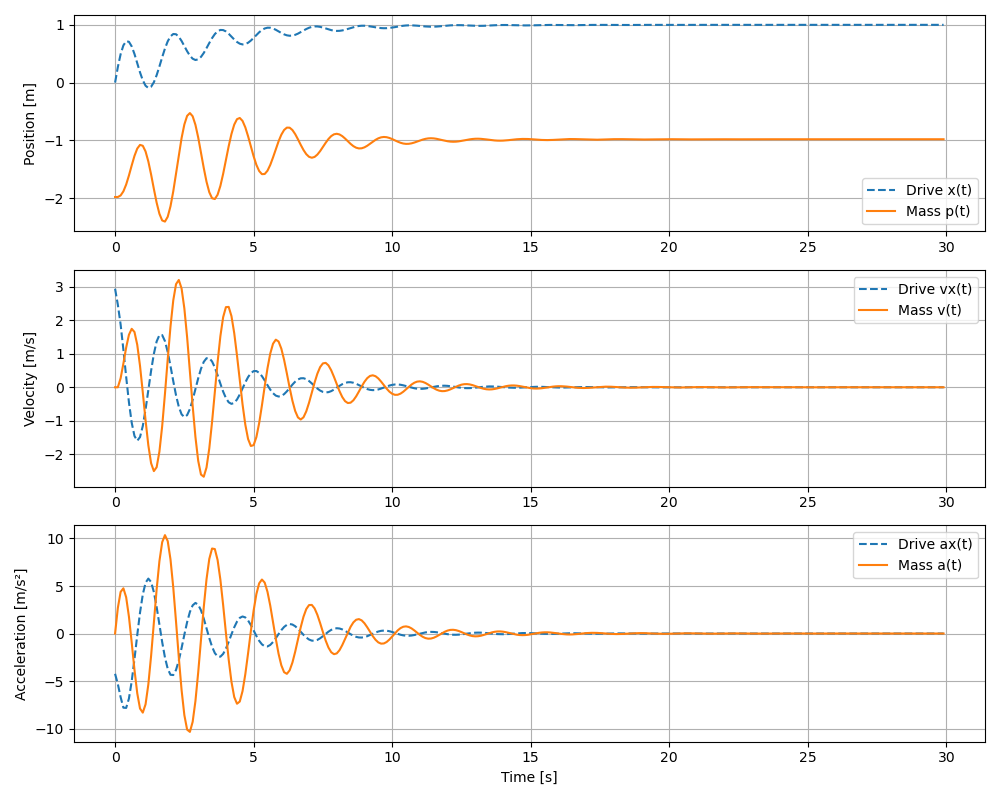 1
0
−1
−2
Position [m]
Drive x(t)
Mass p(t)
0 5 10 15 20 25 30
3
2
1
0
−1
−2
Velocity [m/s]
Drive vx(t)
Mass v(t)
0 5 10 15 20 25 30
10
5
0
−5
−10
Acceleration [m/s²]
Drive ax(t)
Mass a(t)
0 5 10 15 20 25 30
Time [s]